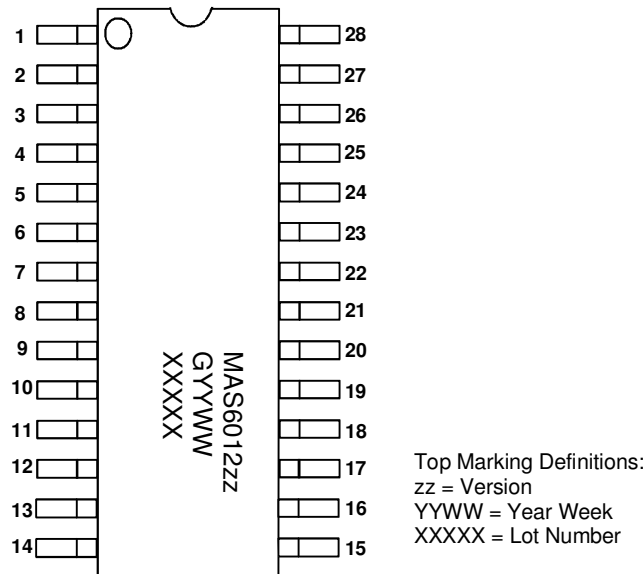 1 28
2 27
3 26
4 25
5 24
6 23
7 22
8 21
9 20
10 19
11 18
12 17
13 16
14 15
MAS6012zz
GYYWW
XXXXX
Top Marking Definitions:
zz = Version
YYWW = Year Week
XXXXX = Lot Number